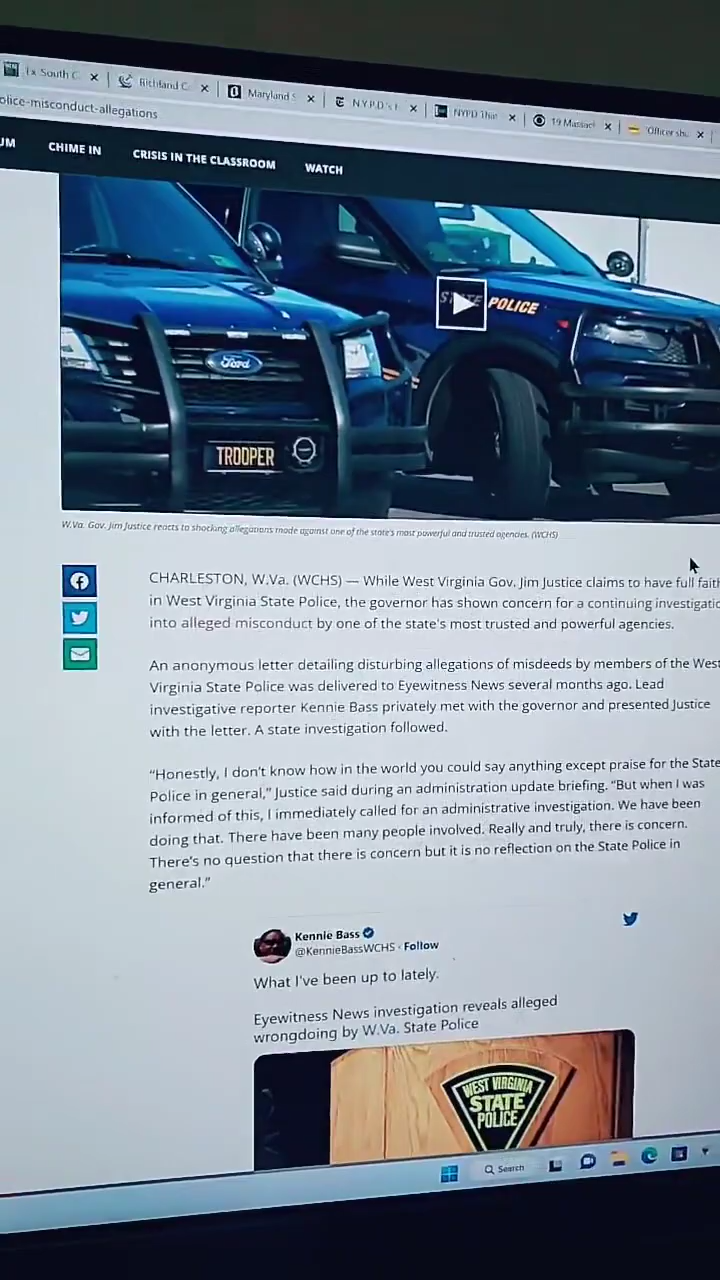 Tx South C
Richland C
Maryland S
N.Y.P.D.'s
NYPD That
19 Massac
Officer sh
olice-misconduct-allegations
UM CHIME IN CRISIS IN THE CLASSROOM WATCH
STATE POLICE
Ford
TROOPER
W.Va. Gov. Jim Justice reacts to shocking allegations made against one of the state's most powerful and trusted agencies. (WCHS)
CHARLESTON, W.Va. (WCHS) — While West Virginia Gov. Jim Justice claims to have full faith
in West Virginia State Police, the governor has shown concern for a continuing investigatio
into alleged misconduct by one of the state's most trusted and powerful agencies.
An anonymous letter detailing disturbing allegations of misdeeds by members of the West
Virginia State Police was delivered to Eyewitness News several months ago. Lead
investigative reporter Kennie Bass privately met with the governor and presented Justice
with the letter. A state investigation followed.
“Honestly, I don't know how in the world you could say anything except praise for the State
Police in general,” Justice said during an administration update briefing. “But when I was
informed of this, I immediately called for an administrative investigation. We have been
doing that. There have been many people involved. Really and truly, there is concern.
There's no question that there is concern but it is no reflection on the State Police in
general.”
Kennie Bass
@KennieBassWCHS · Follow
What I've been up to lately.
Eyewitness News investigation reveals alleged
wrongdoing by W.Va. State Police
WEST VIRGINIA
STATE
POLICE
Search